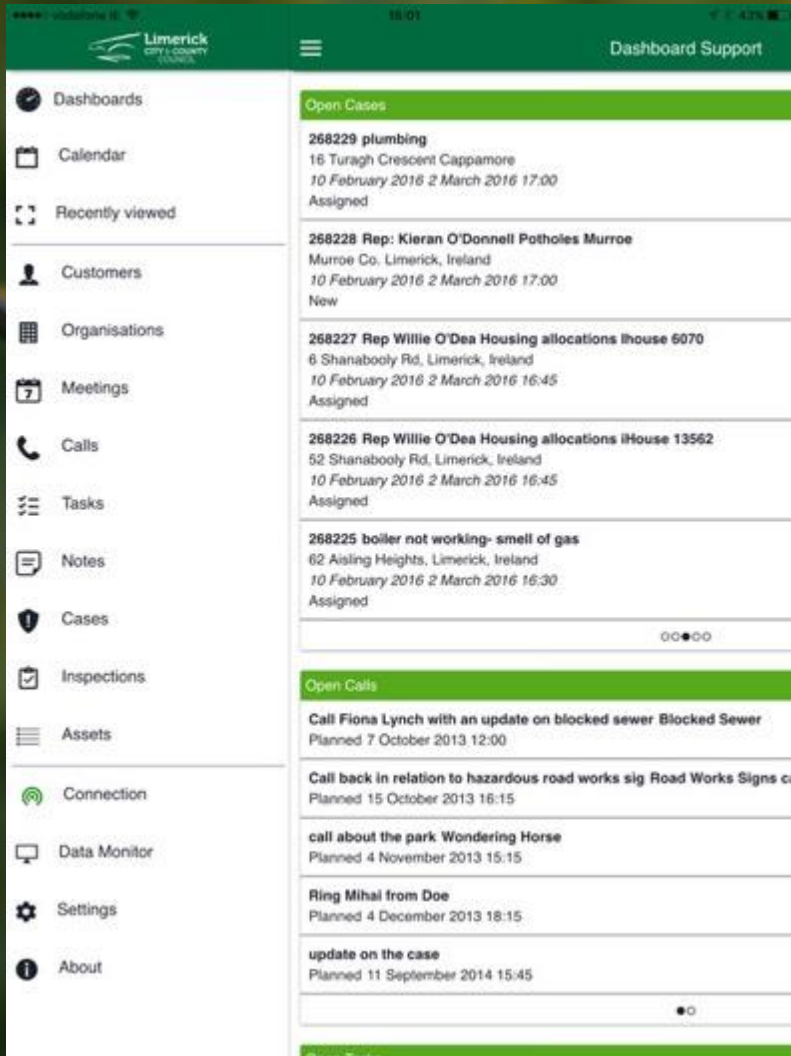 vodafone IE
15:01
43%
Limerick
CITY & COUNTY
COUNCIL
Dashboard Support
Dashboards
Calendar
Recently viewed
Customers
Organisations
7
Meetings
Calls
Tasks
Notes
Cases
Inspections
Assets
Connection
Data Monitor
Settings
About
Open Cases
268229 plumbing
16 Turagh Crescent Cappamore
10 February 2016 2 March 2016 17:00
Assigned
268228 Rep: Kieran O'Donnell Potholes Murroe
Murroe Co. Limerick, Ireland
10 February 2016 2 March 2016 17:00
New
268227 Rep Willie O'Dea Housing allocations Ihouse 6070
6 Shanabooly Rd, Limerick, Ireland
10 February 2016 2 March 2016 16:45
Assigned
268226 Rep Willie O'Dea Housing allocations iHouse 13562
52 Shanabooly Rd, Limerick, Ireland
10 February 2016 2 March 2016 16:45
Assigned
268225 boiler not working- smell of gas
62 Aisling Heights, Limerick, Ireland
10 February 2016 2 March 2016 16:30
Assigned
Open Calls
Call Fiona Lynch with an update on blocked sewer Blocked Sewer
Planned 7 October 2013 12:00
Call back in relation to hazardous road works sig Road Works Signs ca
Planned 15 October 2013 16:15
call about the park Wondering Horse
Planned 4 November 2013 15:15
Ring Mihai from Doe
Planned 4 December 2013 18:15
update on the case
Planned 11 September 2014 15:45